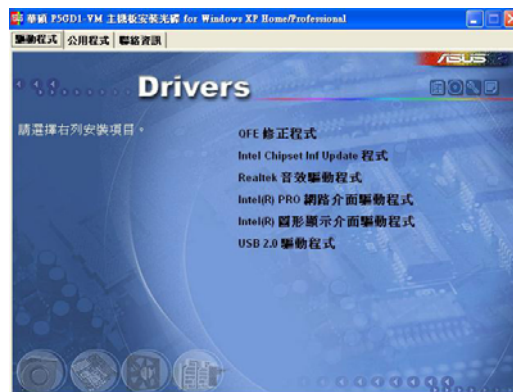 華碩 P5GD1-VM 主機板安裝光碟 for Windows XP Home/Professional
驅動程式 公用程式 聯絡資訊
ASUS
Drivers
請選擇右列安裝項目。
QFE 修正程式
Intel Chipset Inf Update 程式
Realtek 音效驅動程式
Intel(R) PRO 網路介面驅動程式
Intel(R) 圖形顯示介面驅動程式
USB 2.0 驅動程式